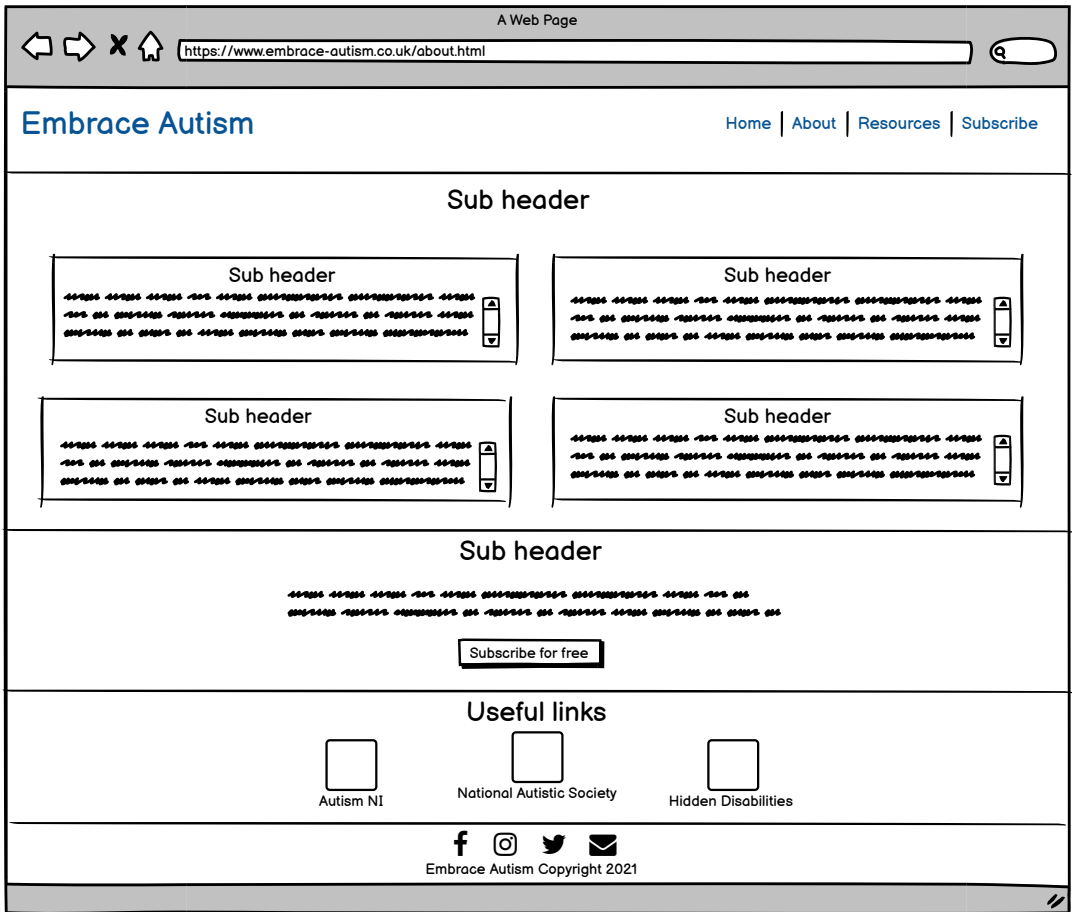 A Web Page
https://www.embrace-autism.co.uk/about.html
Embrace Autism
Home About Resources Subscribe
Sub header
Sub header
Sub header
Sub header
Sub header
Sub header
Subscribe for free
Useful links
Autism NI
National Autistic Society
Hidden Disabilities
Embrace Autism Copyright 2021